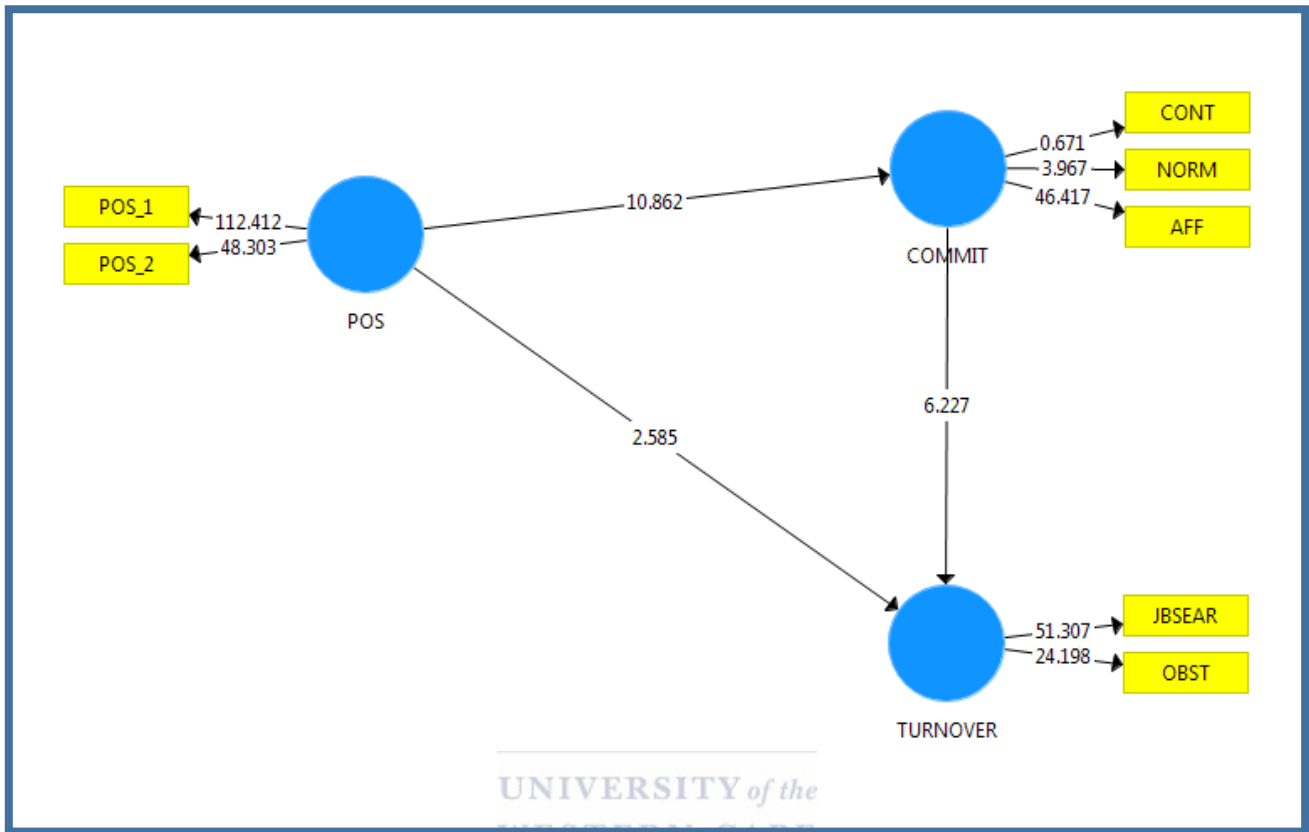 POS_1
POS_2
112.412
48.303
POS
10.862
2.585
COMMIT
0.671
3.967
46.417
CONT
NORM
AFF
6.227
TURNOVER
51.307
24.198
JBSEAR
OBST
UNIVERSITY of the